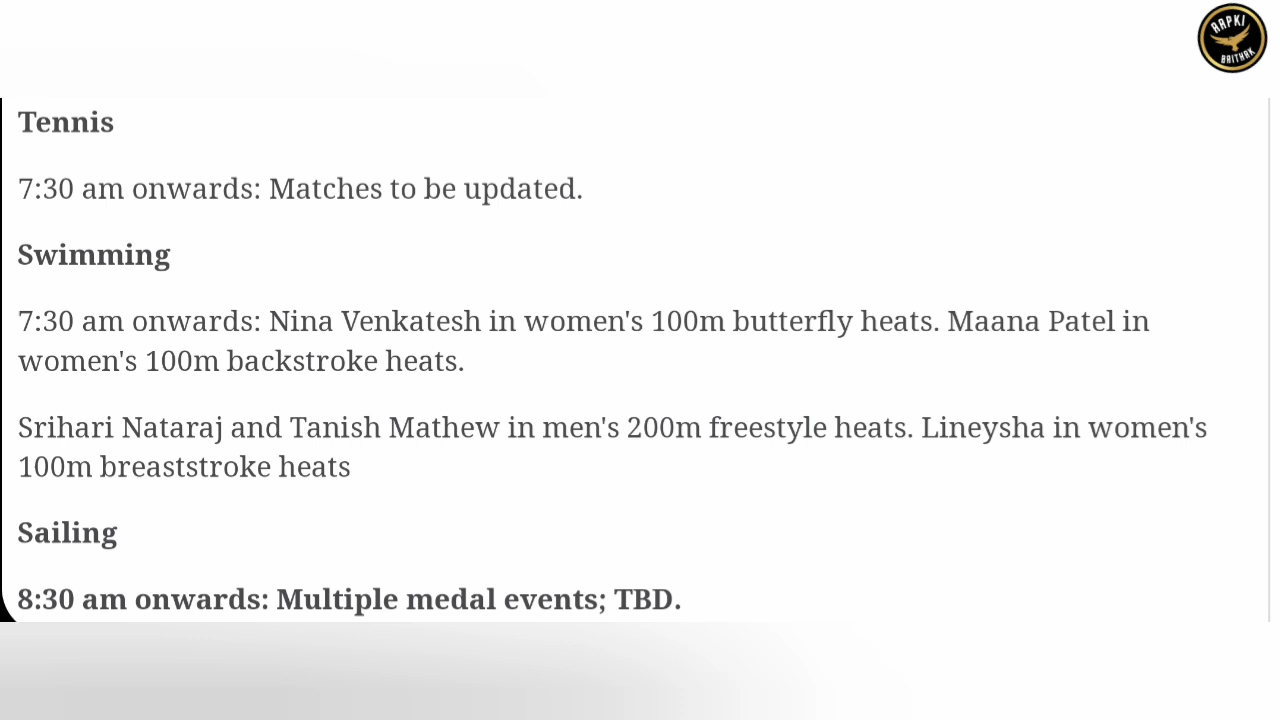 AAPKI
BAITHAK
Tennis
7:30 am onwards: Matches to be updated.
Swimming
7:30 am onwards: Nina Venkatesh in women's 100m butterfly heats. Maana Patel in
women's 100m backstroke heats.
Srihari Nataraj and Tanish Mathew in men's 200m freestyle heats. Lineysha in women's
100m breaststroke heats
Sailing
8:30 am onwards: Multiple medal events; TBD.